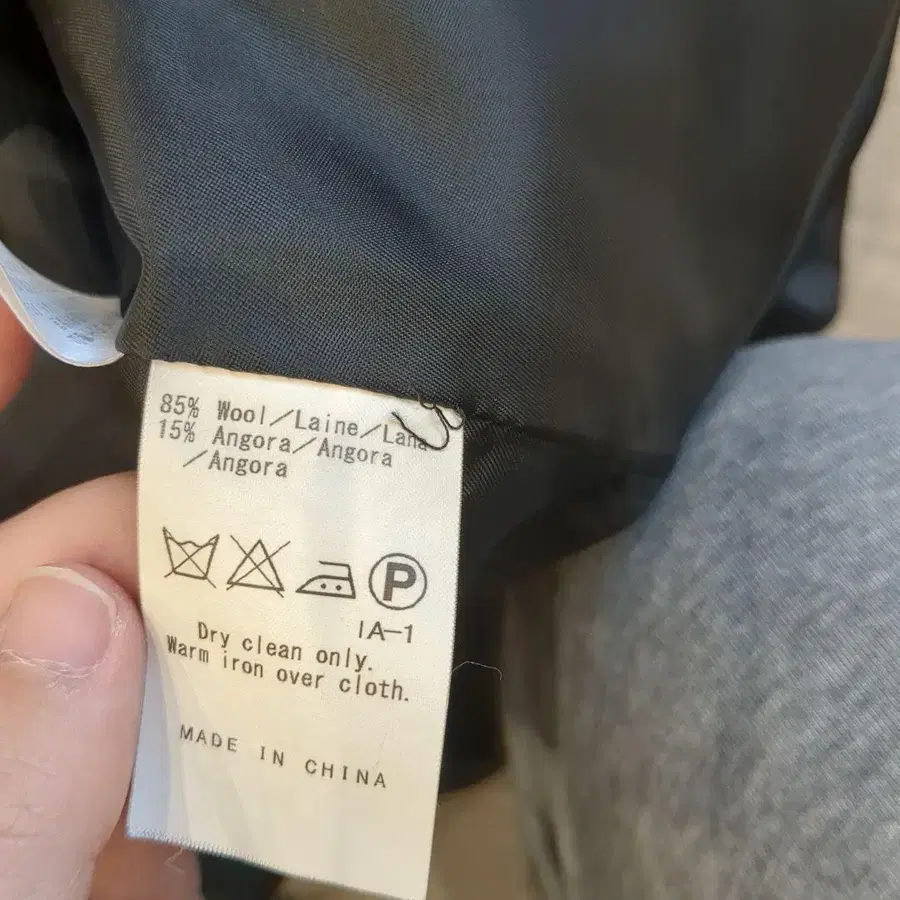 85% Wool/Laine/Lana
15% Angora/Angora
/Angora
P
IA-1
Dry clean only.
Warm iron over cloth.
MADE IN CHINA